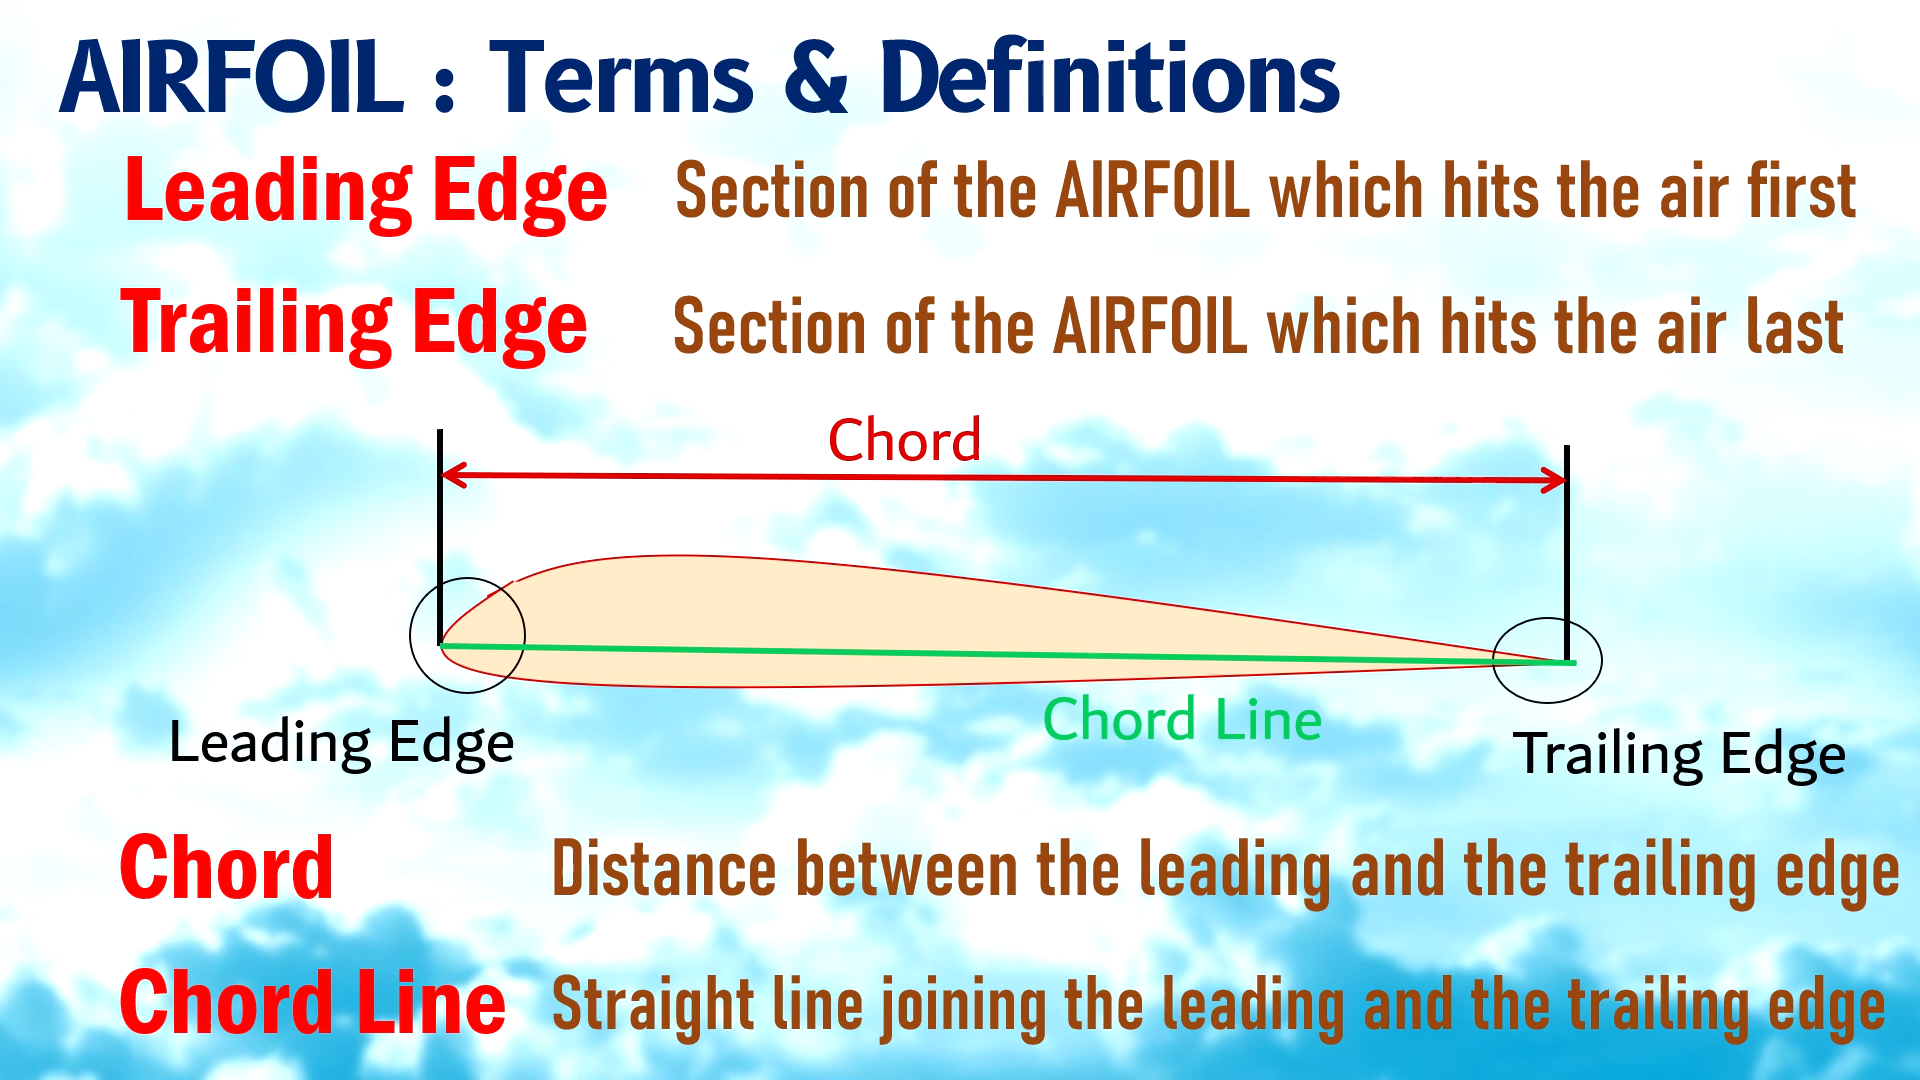 AIRFOIL : Terms & Definitions
Leading Edge Section of the AIRFOIL which hits the air first
Trailing Edge Section of the AIRFOIL which hits the air last
Chord
Chord Line
Leading Edge
Trailing Edge
Chord Distance between the leading and the trailing edge
Chord Line Straight line joining the leading and the trailing edge